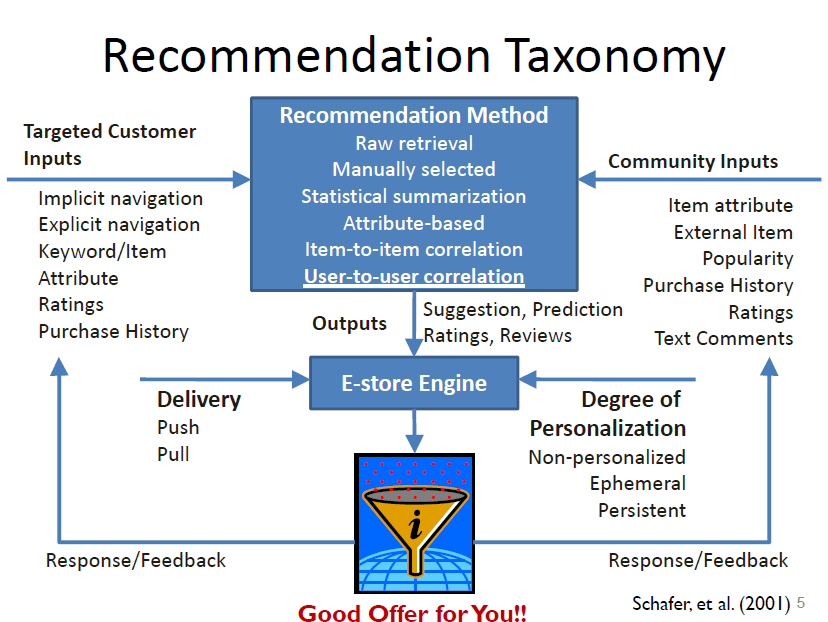 Recommendation Taxonomy
Targeted Customer
Inputs
Implicit navigation
Explicit navigation
Keyword/Item
Attribute
Ratings
Purchase History
Recommendation Method
Raw retrieval
Manually selected
Statistical summarization
Attribute-based
Item-to-item correlation
User-to-user correlation
Community Inputs
Item attribute
External Item
Popularity
Purchase History
Ratings
Text Comments
Outputs
Suggestion, Prediction
Ratings, Reviews
E-store Engine
Delivery
Push
Pull
Degree of
Personalization
Non-personalized
Ephemeral
Persistent
i
Response/Feedback
Response/Feedback
Good Offer for You!!
Schafer, et al. (2001) 5